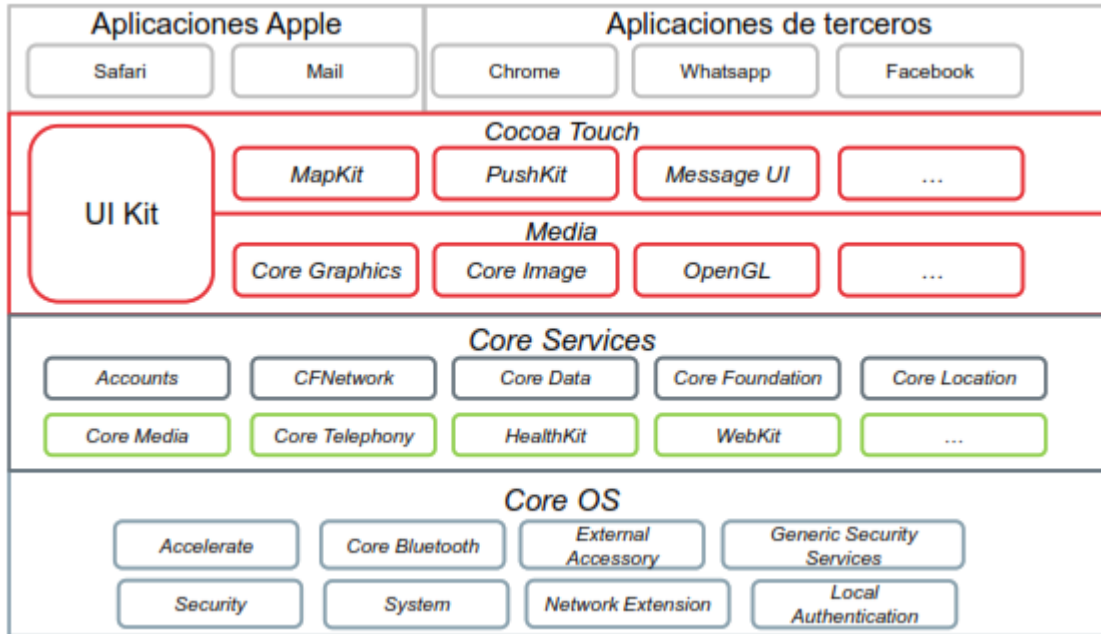 Aplicaciones Apple
Aplicaciones de terceros
Safari
Mail
Chrome
Whatsapp
Facebook
Cocoa Touch
UI Kit
MapKit
PushKit
Message UI
...
Media
Core Graphics
Core Image
OpenGL
...
Core Services
Accounts
CFNetwork
Core Data
Core Foundation
Core Location
Core Media
Core Telephony
HealthKit
WebKit
...
Core OS
Accelerate
Core Bluetooth
External
Accessory
Generic Security
Services
Security
System
Network Extension
Local
Authentication